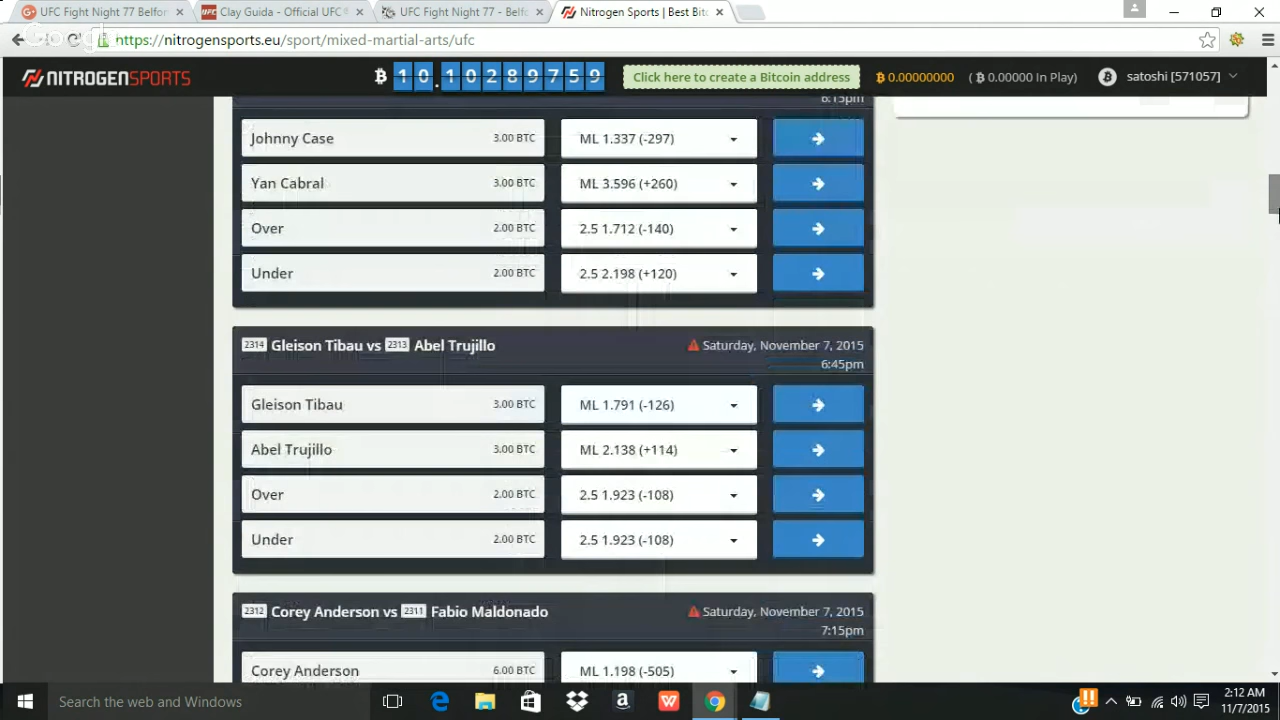 UFC Fight Night 77 Belfor
Clay Guida - Official UFC
UFC Fight Night 77 - Belfo
Nitrogen Sports | Best Bitc
https://nitrogensports.eu/sport/mixed-martial-arts/ufc
NITROGENSPORTS
10.10289759
Click here to create a Bitcoin address
0.00000000
( 0.00000 In Play)
satoshi [571057]
6:15pm
Johnny Case 3.00 BTC ML 1.337 (-297)
Yan Cabral 3.00 BTC ML 3.596 (+260)
Over 2.00 BTC 2.5 1.712 (-140)
Under 2.00 BTC 2.5 2.198 (+120)
2314 Gleison Tibau vs 2313 Abel Trujillo Saturday, November 7, 2015
6:45pm
Gleison Tibau 3.00 BTC ML 1.791 (-126)
Abel Trujillo 3.00 BTC ML 2.138 (+114)
Over 2.00 BTC 2.5 1.923 (-108)
Under 2.00 BTC 2.5 1.923 (-108)
2312 Corey Anderson vs 2311 Fabio Maldonado Saturday, November 7, 2015
7:15pm
Corey Anderson 6.00 BTC ML 1.198 (-505)
Search the web and Windows
2:12 AM
11/7/2015